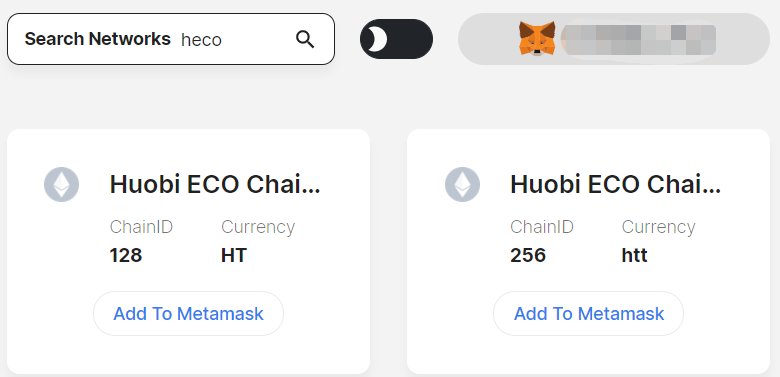 Search Networks heco
Huobi ECO Chai...
ChainID Currency
128 HT
Add To Metamask
Huobi ECO Chai...
ChainID Currency
256 htt
Add To Metamask